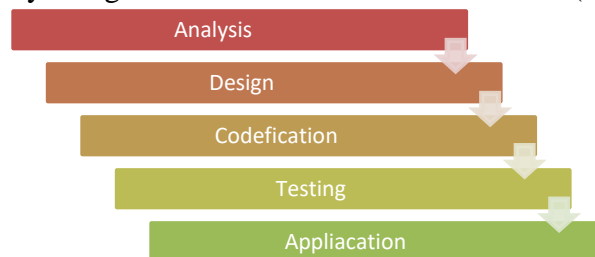 Analysis
Design
Codefication
Testing
Appliacation